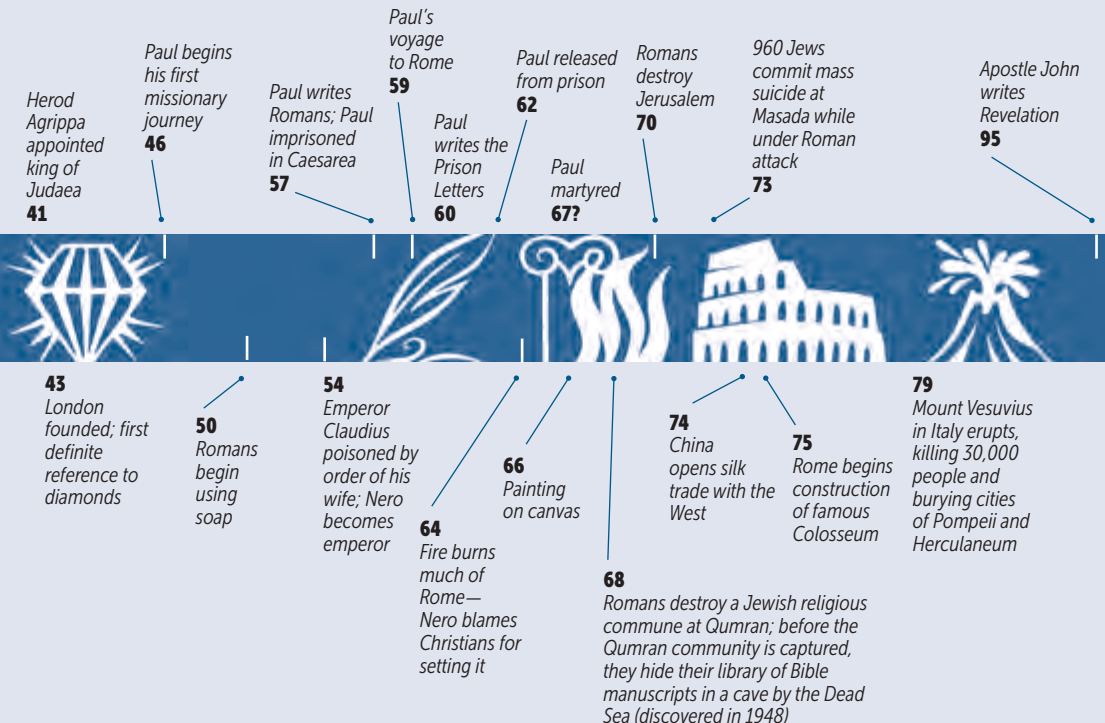 Herod
Agrippa
appointed
king of
Judaea
41
Paul begins
his first
missionary
journey
46
Paul writes
Romans; Paul
imprisoned
in Caesarea
57
Paul's
voyage
to Rome
59
Paul
writes the
Prison
Letters
60
Paul released
from prison
62
Paul
martyred
67?
Romans
destroy
Jerusalem
70
960 Jews
commit mass
suicide at
Masada while
under Roman
attack
73
Apostle John
writes
Revelation
95
43
London
founded; first
definite
reference to
diamonds
50
Romans
begin
using
soap
54
Emperor
Claudius
poisoned by
order of his
wife; Nero
becomes
emperor
64
Fire burns
much of
Rome—
Nero blames
Christians for
setting it
66
Painting
on canvas
68
Romans destroy a Jewish religious
commune at Qumran; before the
Qumran community is captured,
they hide their library of Bible
manuscripts in a cave by the Dead
Sea (discovered in 1948)
74
China
opens silk
trade with the
West
75
Rome begins
construction
of famous
Colosseum
79
Mount Vesuvius
in Italy erupts,
killing 30,000
people and
burying cities
of Pompeii and
Herculaneum